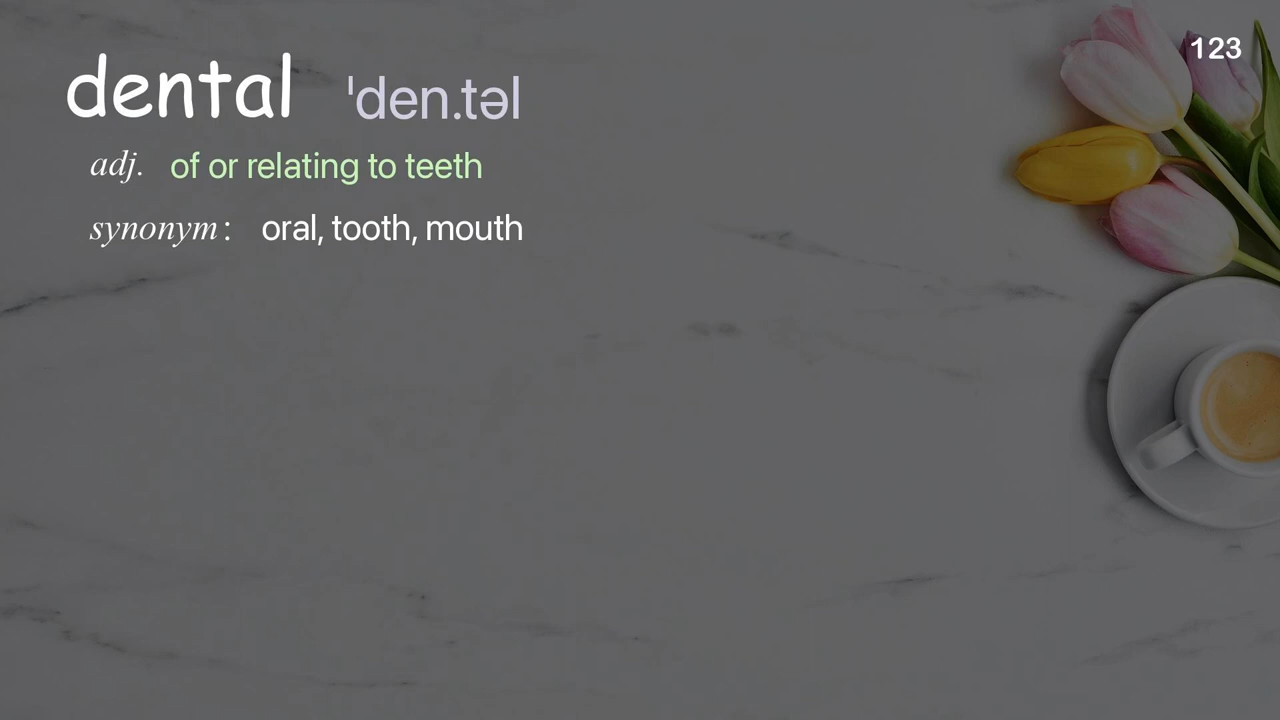 123
dental ˈden.təl
adj. of or relating to teeth
synonym : oral, tooth, mouth